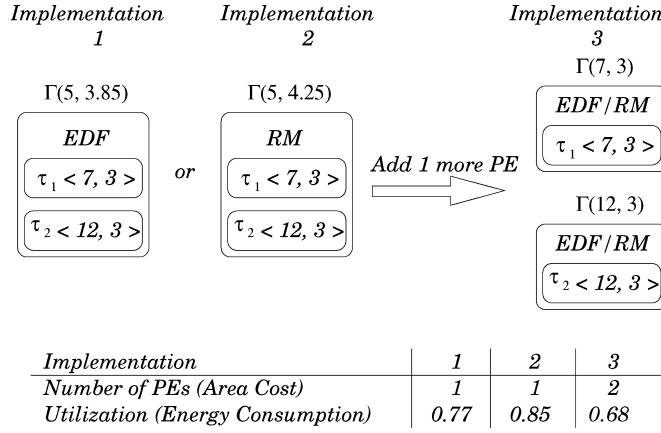 Implementation 1
Implementation 2
Implementation 3
Γ(5, 3.85)
EDF
τ1 < 7, 3 >
τ2 < 12, 3 >
or
Γ(5, 4.25)
RM
τ1 < 7, 3 >
τ2 < 12, 3 >
Add 1 more PE
Γ(7, 3)
EDF/RM
τ1 < 7, 3 >
Γ(12, 3)
EDF/RM
τ2 < 12, 3 >
Implementation 1 2 3
Number of PEs (Area Cost) 1 1 2
Utilization (Energy Consumption) 0.77 0.85 0.68